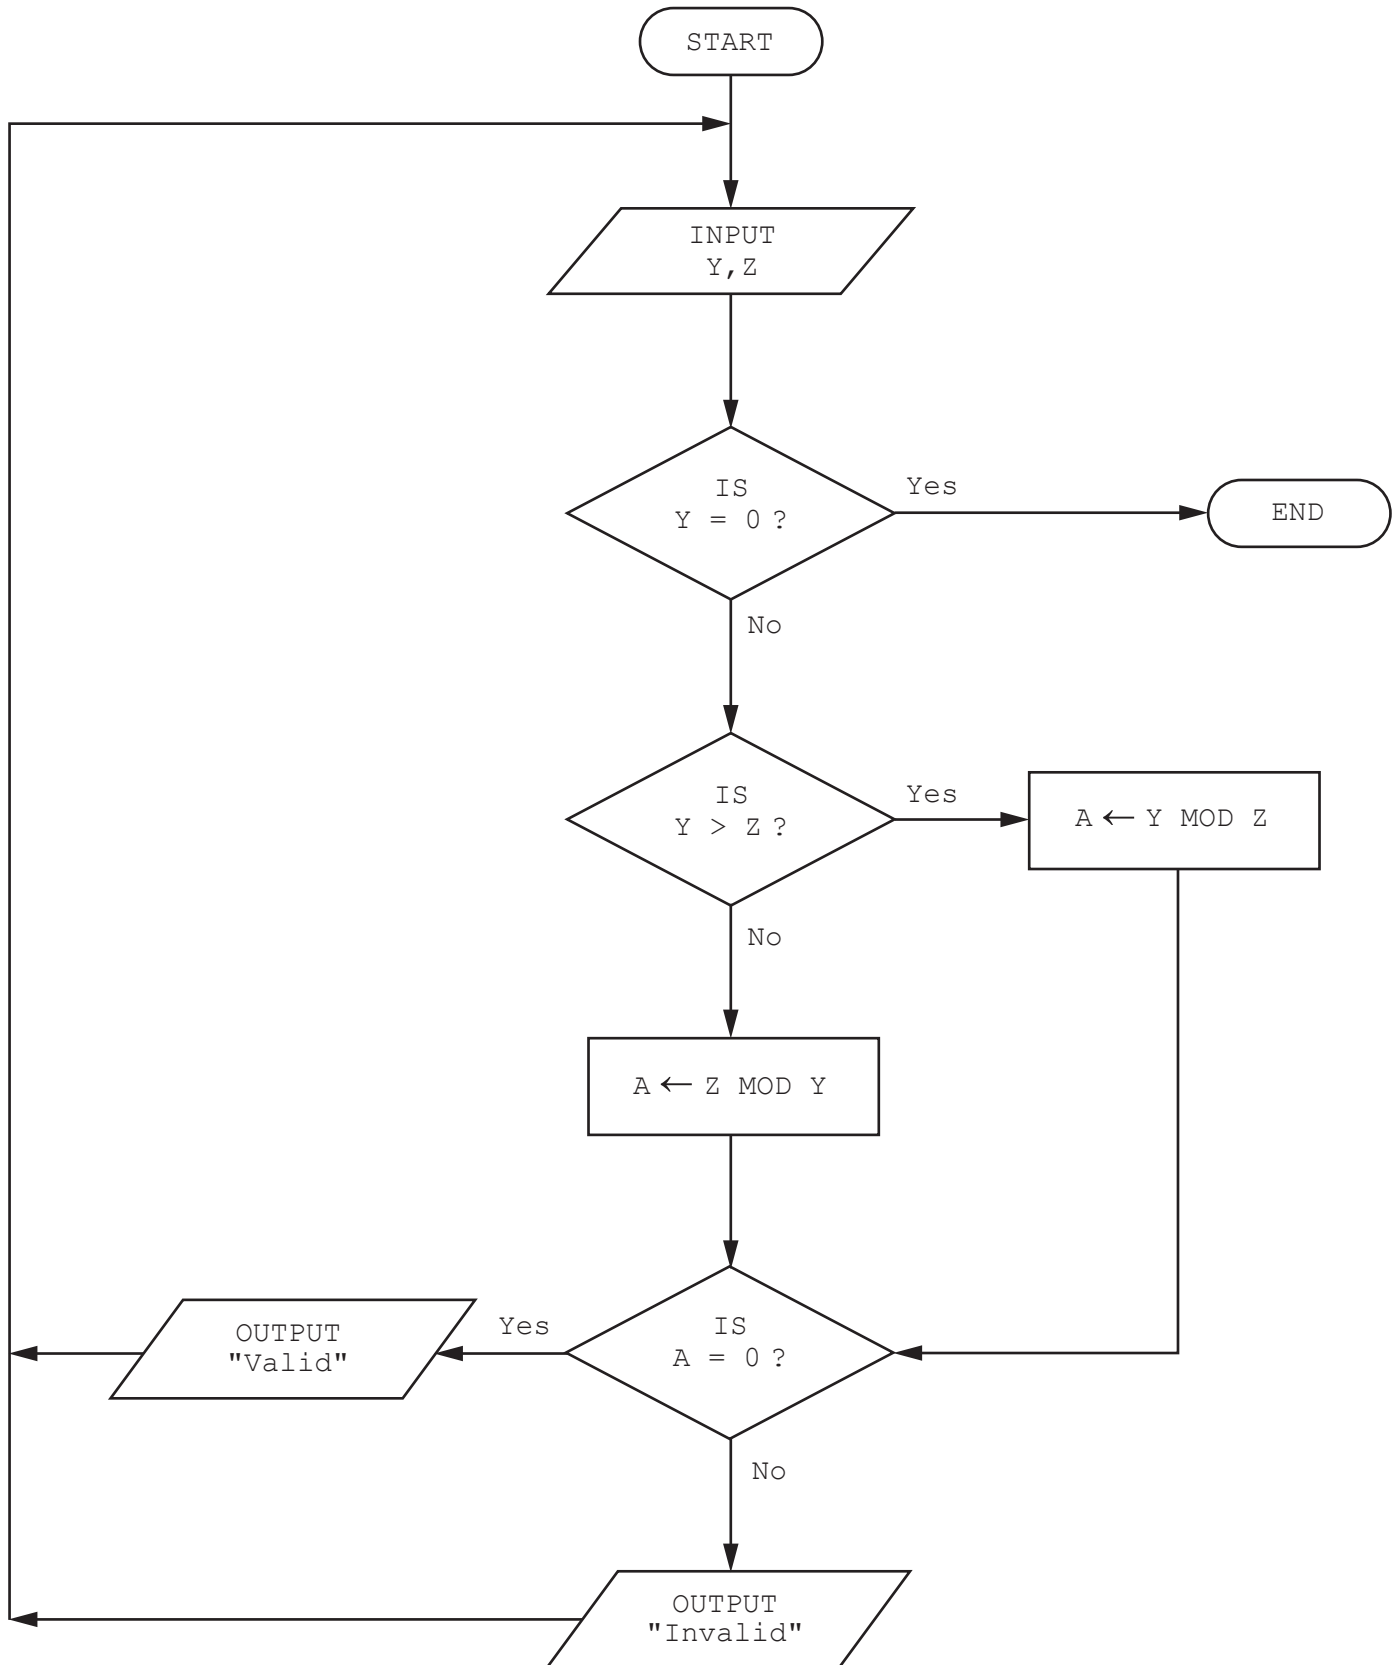 START
INPUT
Y,Z
IS
Y = 0 ?
Yes
END
No
IS
Y > Z ?
Yes
A ← Y MOD Z
No
A ← Z MOD Y
IS
A = 0 ?
Yes
OUTPUT
"Valid"
No
OUTPUT
"Invalid"